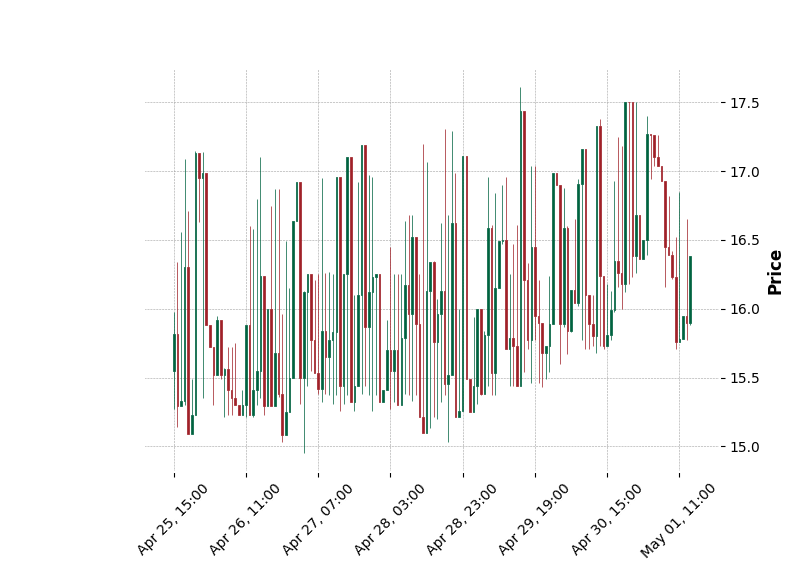 17.5
17.0
16.5
16.0
15.5
15.0
Price
Apr 25, 15:00
Apr 26, 11:00
Apr 27, 07:00
Apr 28, 03:00
Apr 28, 23:00
Apr 29, 19:00
Apr 30, 15:00
May 01, 11:00